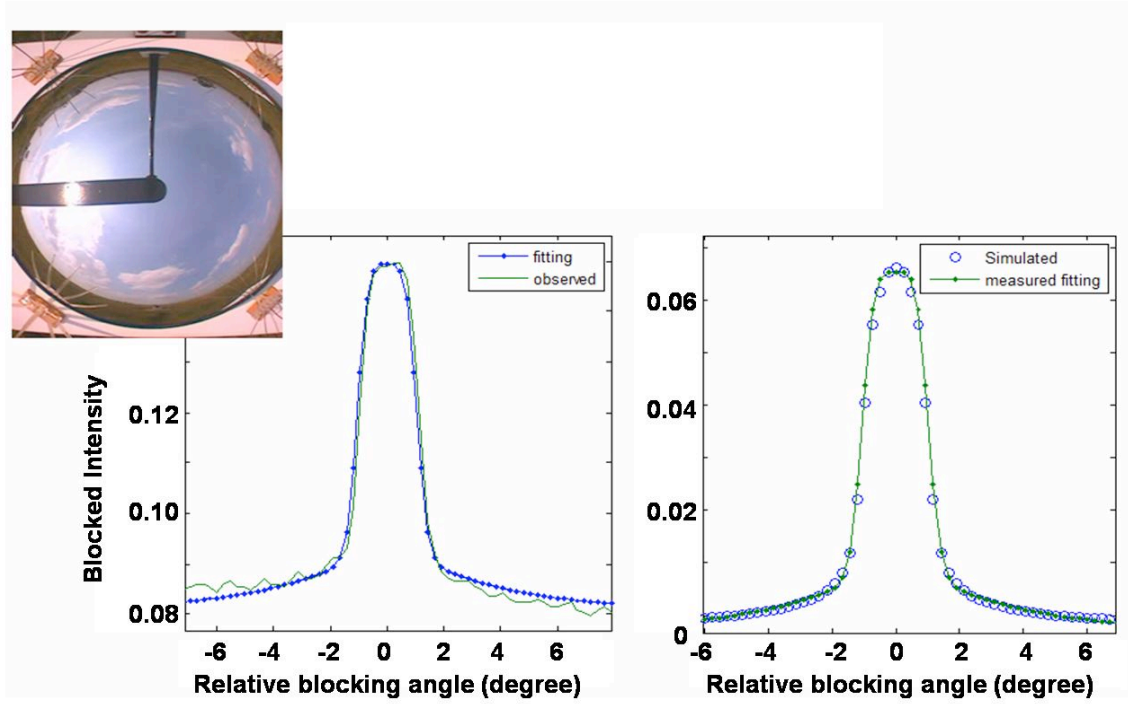 fitting
observed
Blocked Intensity
0.12
0.10
0.08
-6 -4 -2 0 2 4 6
Relative blocking angle (degree)
Simulated
measured fitting
0.06
0.04
0.02
0
-6 -4 -2 0 2 4 6
Relative blocking angle (degree)